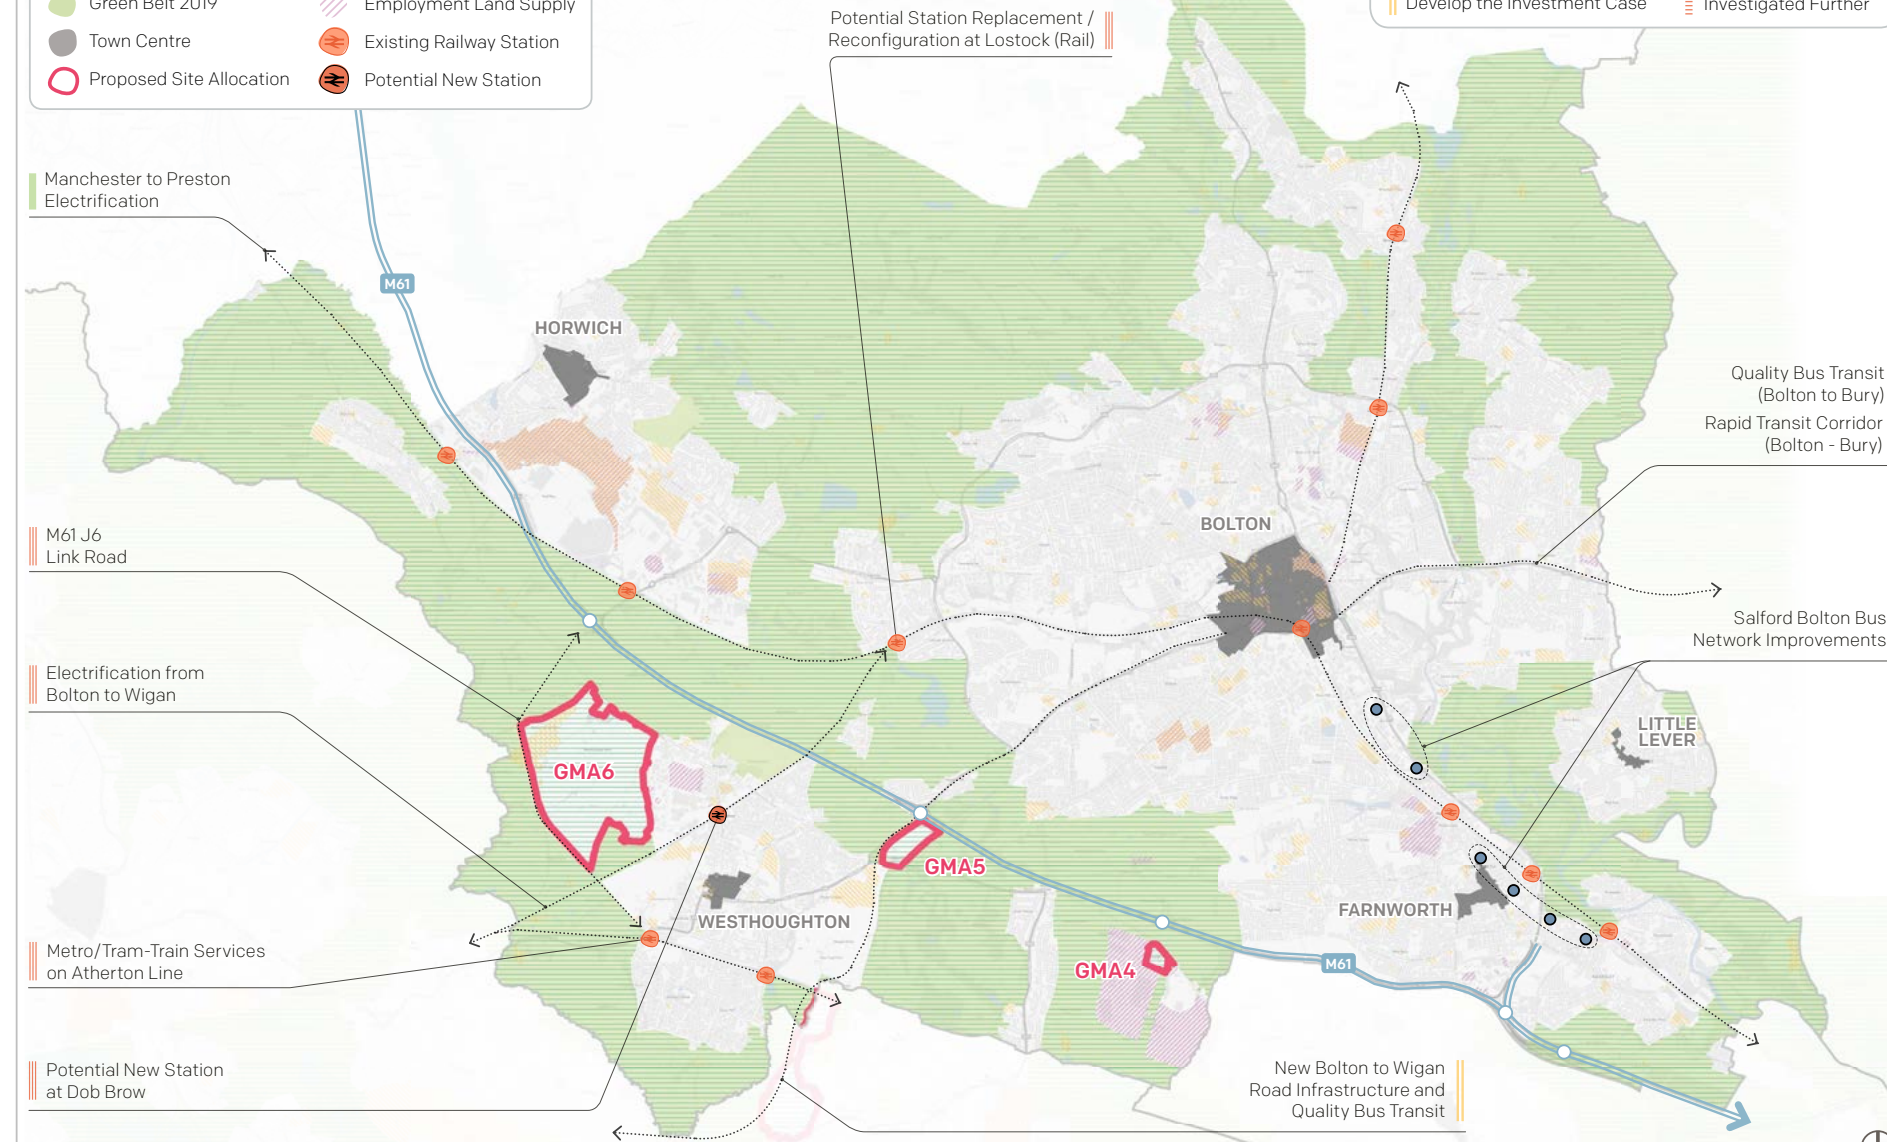 Green Belt 2019
Employment Land Supply
Town Centre
Existing Railway Station
Proposed Site Allocation
Potential New Station
Potential Station Replacement /
Reconfiguration at Lostock (Rail)
Develop the Investment Case
Investigated Further
Manchester to Preston
Electrification
M61
HORWICH
Quality Bus Transit
(Bolton to Bury)
Rapid Transit Corridor
(Bolton - Bury)
BOLTON
M61 J6
Link Road
Salford Bolton Bus
Network Improvements
Electrification from
Bolton to Wigan
LITTLE
LEVER
GMA6
GMA5
WESTHOUGHTON
FARNWORTH
GMA4
M61
Metro/Tram-Train Services
on Atherton Line
Potential New Station
at Dob Brow
New Bolton to Wigan
Road Infrastructure and
Quality Bus Transit